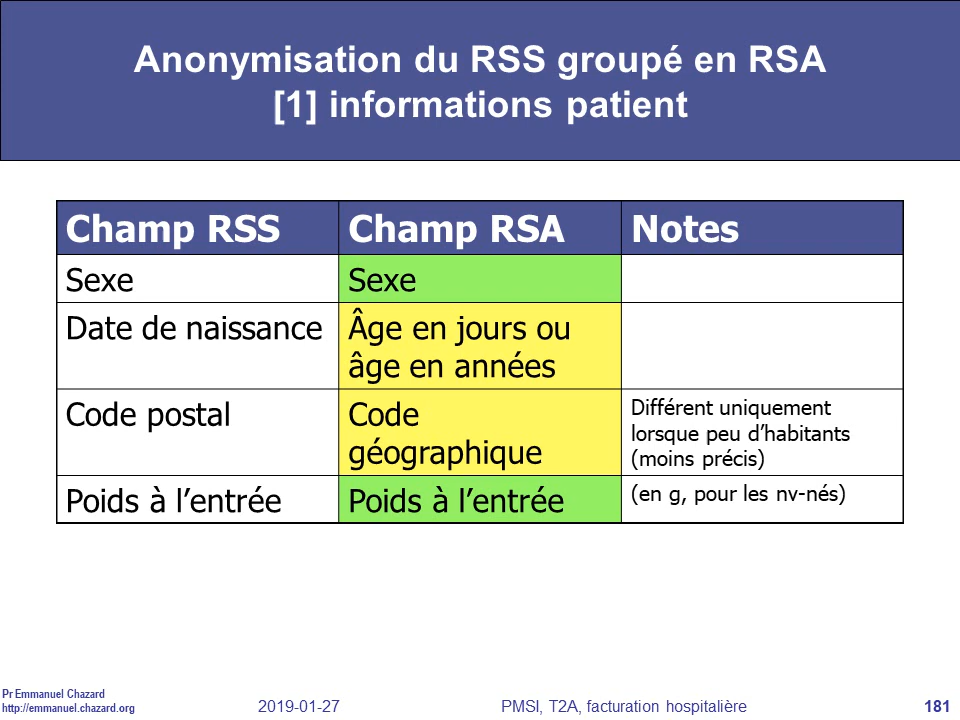 Anonymisation du RSS groupé en RSA
[1] informations patient
Champ RSS Champ RSA Notes
Sexe Sexe
Date de naissance Âge en jours ou
âge en années
Code postal Code
géographique
Différent uniquement
lorsque peu d’habitants
(moins précis)
Poids à l’entrée Poids à l’entrée (en g, pour les nv-nés)
Pr Emmanuel Chazard
http://emmanuel.chazard.org
2019-01-27 PMSI, T2A, facturation hospitalière 181